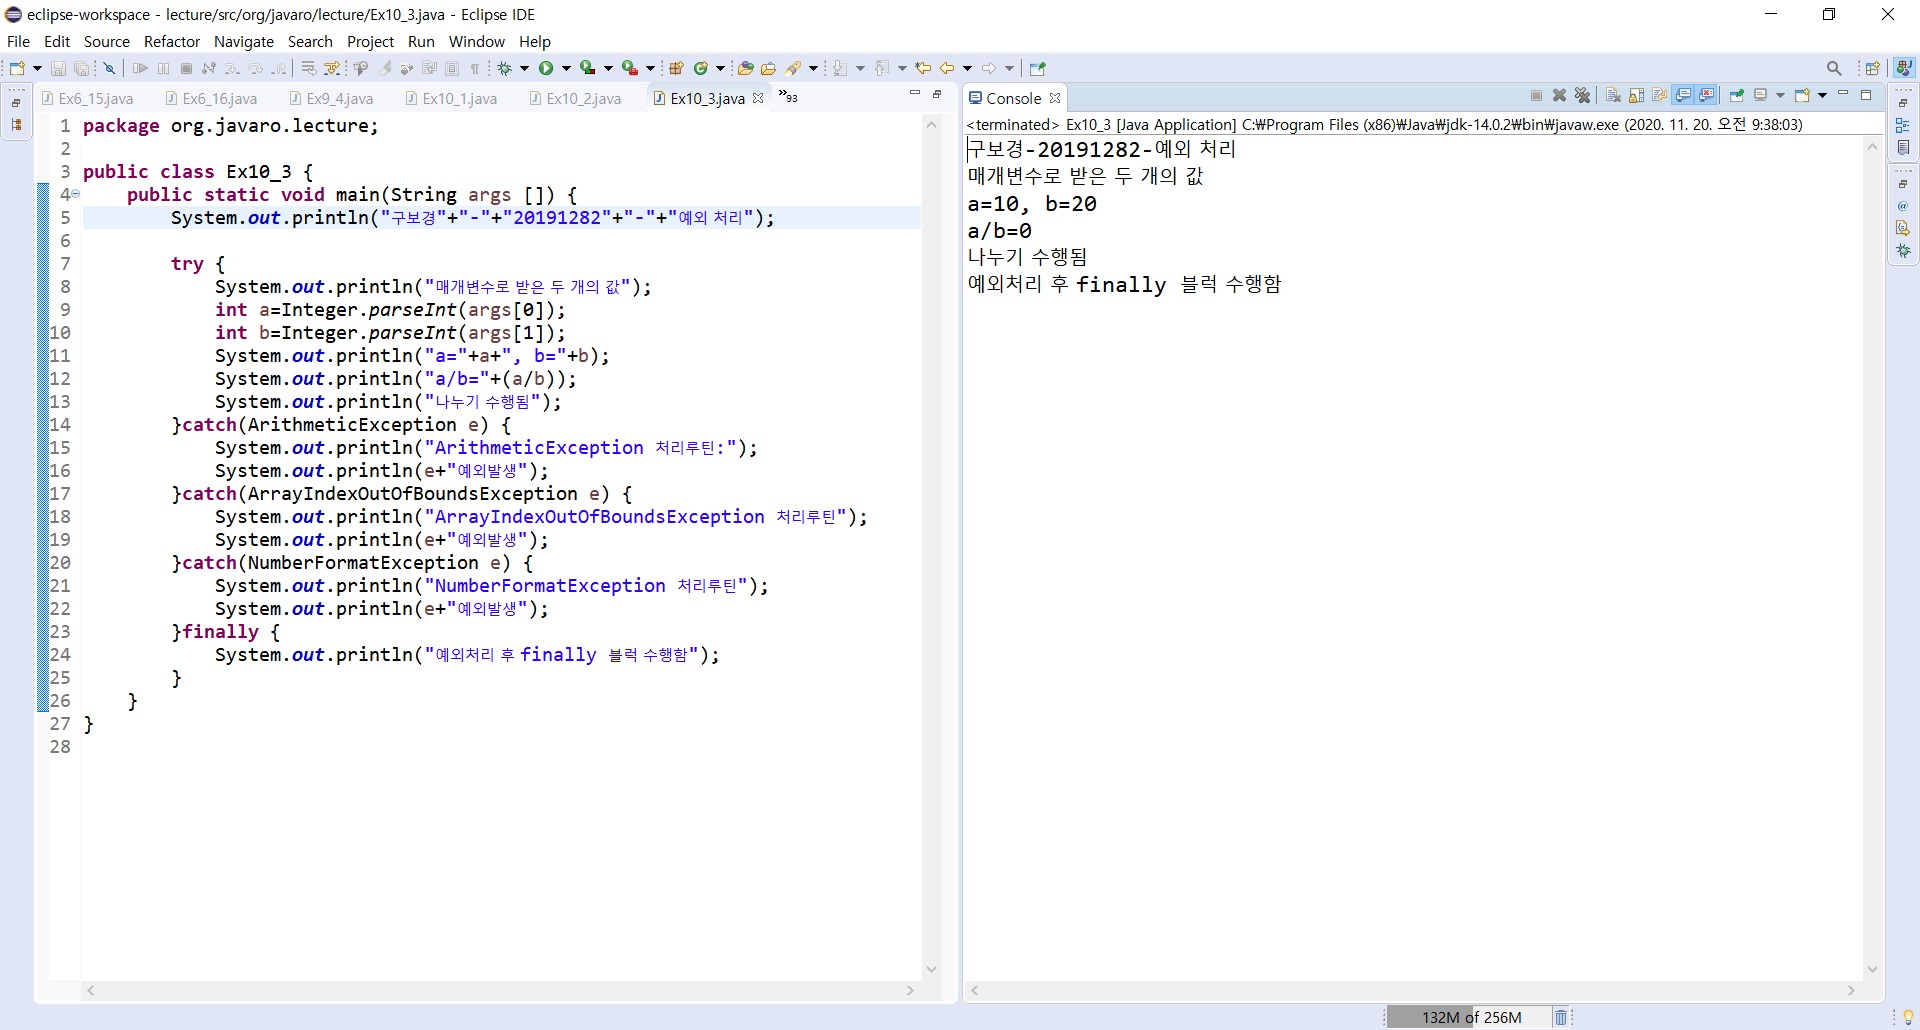 eclipse-workspace - lecture/src/org/javaro/lecture/Ex10_3.java - Eclipse IDE
File Edit Source Refactor Navigate Search Project Run Window Help
Ex6_15.java Ex6_16.java Ex9_4.java Ex10_1.java Ex10_2.java Ex10_3.java »93
1 package org.javaro.lecture;
2
3 public class Ex10_3 {
4 public static void main(String args []) {
5 System.out.println("구보경"+"-"+"20191282"+"-"+"예외 처리");
6
7 try {
8 System.out.println("매개변수로 받은 두 개의 값");
9 int a=Integer.parseInt(args[0]);
10 int b=Integer.parseInt(args[1]);
11 System.out.println("a="+a+", b="+b);
12 System.out.println("a/b="+(a/b));
13 System.out.println("나누기 수행됨");
14 }catch(ArithmeticException e) {
15 System.out.println("ArithmeticException 처리루틴:");
16 System.out.println(e+"예외발생");
17 }catch(ArrayIndexOutOfBoundsException e) {
18 System.out.println("ArrayIndexOutOfBoundsException 처리루틴");
19 System.out.println(e+"예외발생");
20 }catch(NumberFormatException e) {
21 System.out.println("NumberFormatException 처리루틴");
22 System.out.println(e+"예외발생");
23 }finally {
24 System.out.println("예외처리 후 finally 블럭 수행함");
25 }
26 }
27 }
28
Console
<terminated> Ex10_3 [Java Application] C:₩Program Files (x86)₩Java₩jdk-14.0.2₩bin₩javaw.exe (2020. 11. 20. 오전 9:38:03)
구보경-20191282-예외 처리
매개변수로 받은 두 개의 값
a=10, b=20
a/b=0
나누기 수행됨
예외처리 후 finally 블럭 수행함
132M of 256M